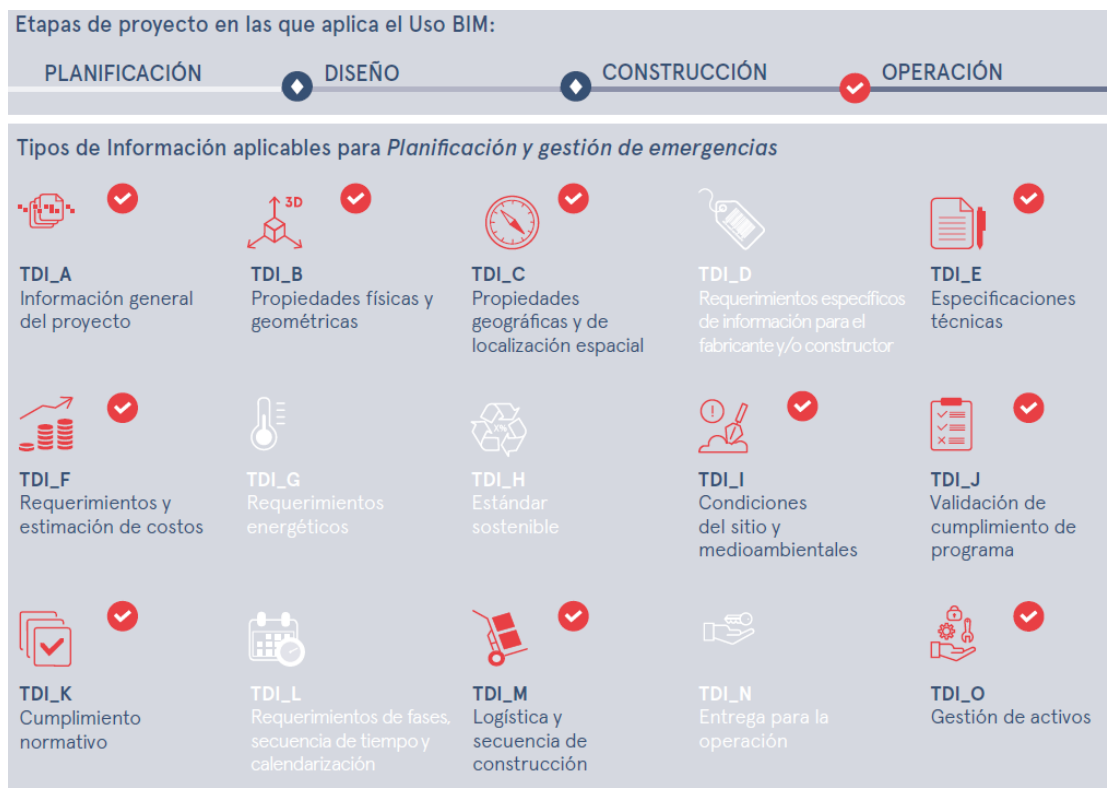 Etapas de proyecto en las que aplica el Uso BIM:
PLANIFICACIÓN DISEÑO CONSTRUCCIÓN OPERACIÓN
Tipos de Información aplicables para Planificación y gestión de emergencias
3D
TDI_A
Información general
del proyecto
TDI_B
Propiedades físicas y
geométricas
TDI_C
Propiedades
geográficas y de
localización espacial
TDI_D
Requerimientos específicos
de información para el
fabricante y/o constructor
TDI_E
Especificaciones
técnicas
TDI_F
Requerimientos y
estimación de costos
TDI_G
Requerimientos
energéticos
X%
TDI_H
Estándar
sostenible
TDI_I
Condiciones
del sitio y
medioambientales
TDI_J
Validación de
cumplimiento de
programa
TDI_K
Cumplimiento
normativo
TDI_L
Requerimientos de fases,
secuencia de tiempo y
calendarización
TDI_M
Logística y
secuencia de
construcción
TDI_N
Entrega para la
operación
TDI_O
Gestión de activos